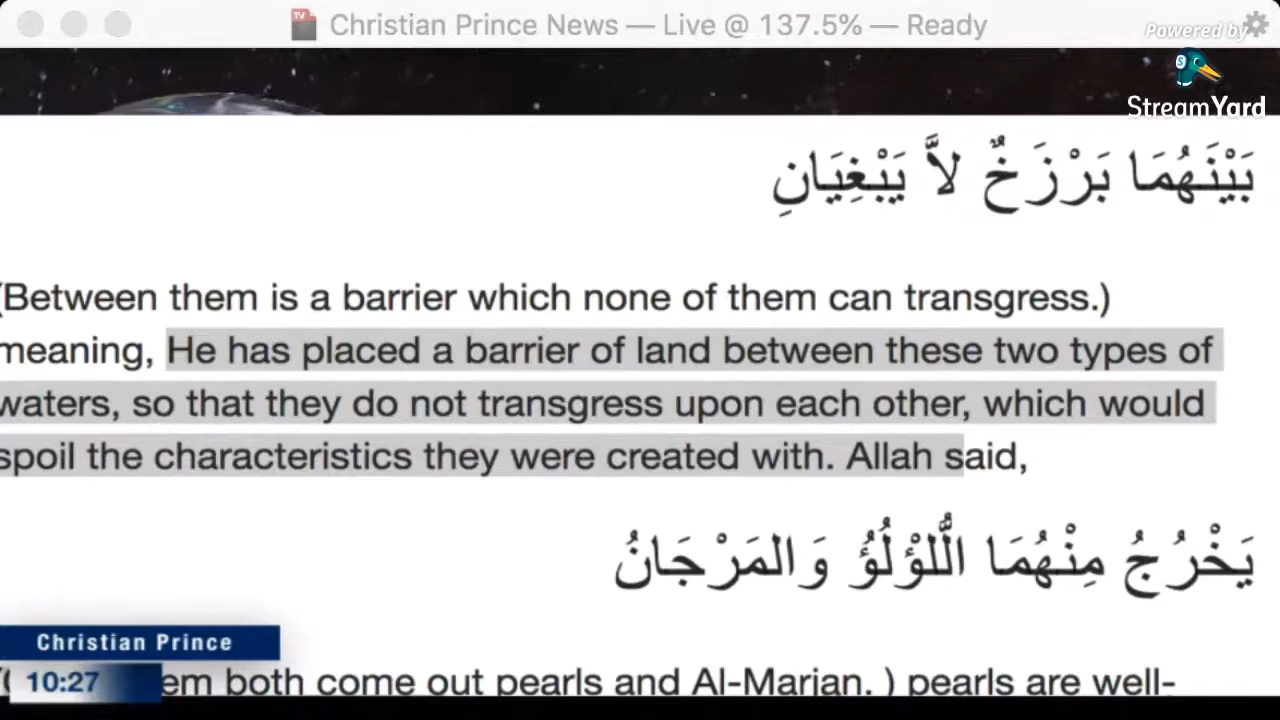 Christian Prince News — Live @ 137.5% — Ready
Powered by
StreamYard
بَيْنَهُمَا بَرْزَخٌ لاَّ يَبْغِيَانِ
(Between them is a barrier which none of them can transgress.)
meaning, He has placed a barrier of land between these two types of
waters, so that they do not transgress upon each other, which would
spoil the characteristics they were created with. Allah said,
يَخْرُجُ مِنْهُمَا الُّلؤْلُؤُ وَالمَرْجَانُ
em both come out pearls and Al-Marjan. ) pearls are well-
Christian Prince
10:27